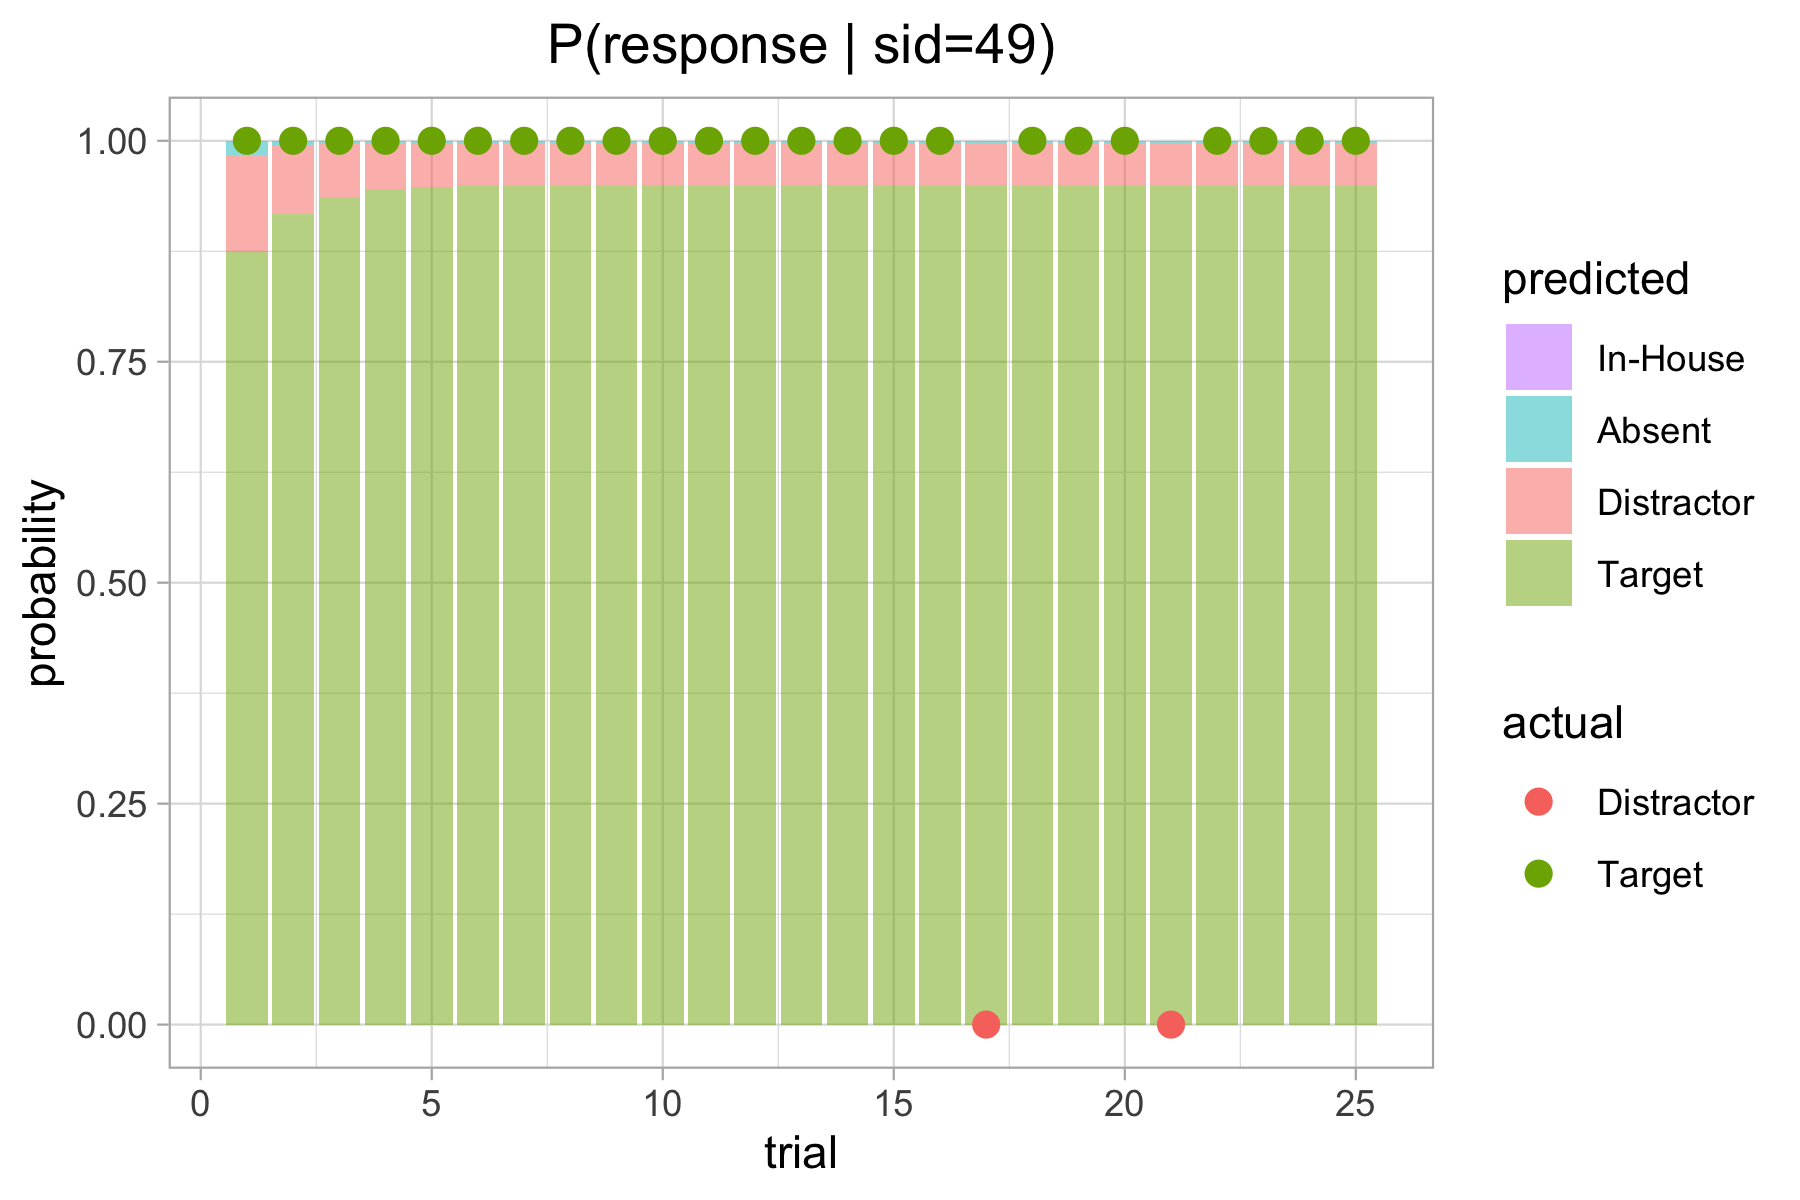 P(response | sid=49)
probability
1.00
0.75
0.50
0.25
0.00
0 5 10 15 20 25
trial
predicted
In-House
Absent
Distractor
Target
actual
Distractor
Target